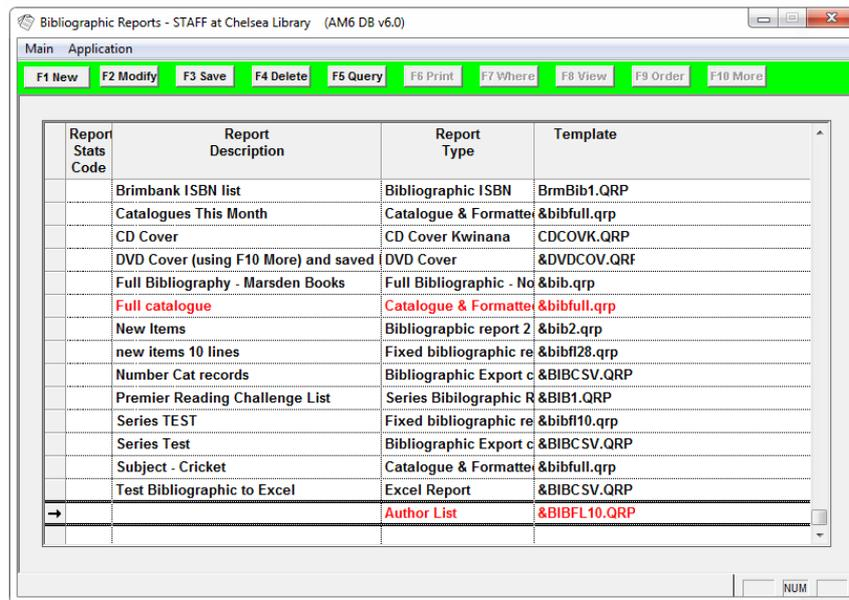 Bibliographic Reports - STAFF at Chelsea Library (AM6 DB v6.0)
Main Application
F1 New F2 Modify F3 Save F4 Delete F5 Query F6 Print F7 Where F8 View F9 Order F10 More
Report Stats Code Report Description Report Type Template
Brimbank ISBN list Bibliographic ISBN BrmBib1.QRP
Catalogues This Month Catalogue & Formatte &bibfull.qrp
CD Cover CD Cover Kwinana CDCOVK.QRP
DVD Cover (using F10 More) and saved DVD Cover &DVDCOV.QRF
Full Bibliography - Marsden Books Full Bibliographic - No &bib.qrp
Full catalogue Catalogue & Formatte &bibfull.qrp
New Items Bibliographic report 2 &bib2.qrp
new items 10 lines Fixed bibliographic re &bibfl28.qrp
Number Cat records Bibliographic Export c &BIBCSV.QRP
Premier Reading Challenge List Series Bibilographic R &BIB1.QRP
Series TEST Fixed bibliographic re &bibfl10.qrp
Series Test Bibliographic Export c &BIBCSV.QRP
Subject - Cricket Catalogue & Formatte &bibfull.qrp
Test Bibliographic to Excel Excel Report &BIBCSV.QRP
Author List &BIBFL10.QRP
NUM